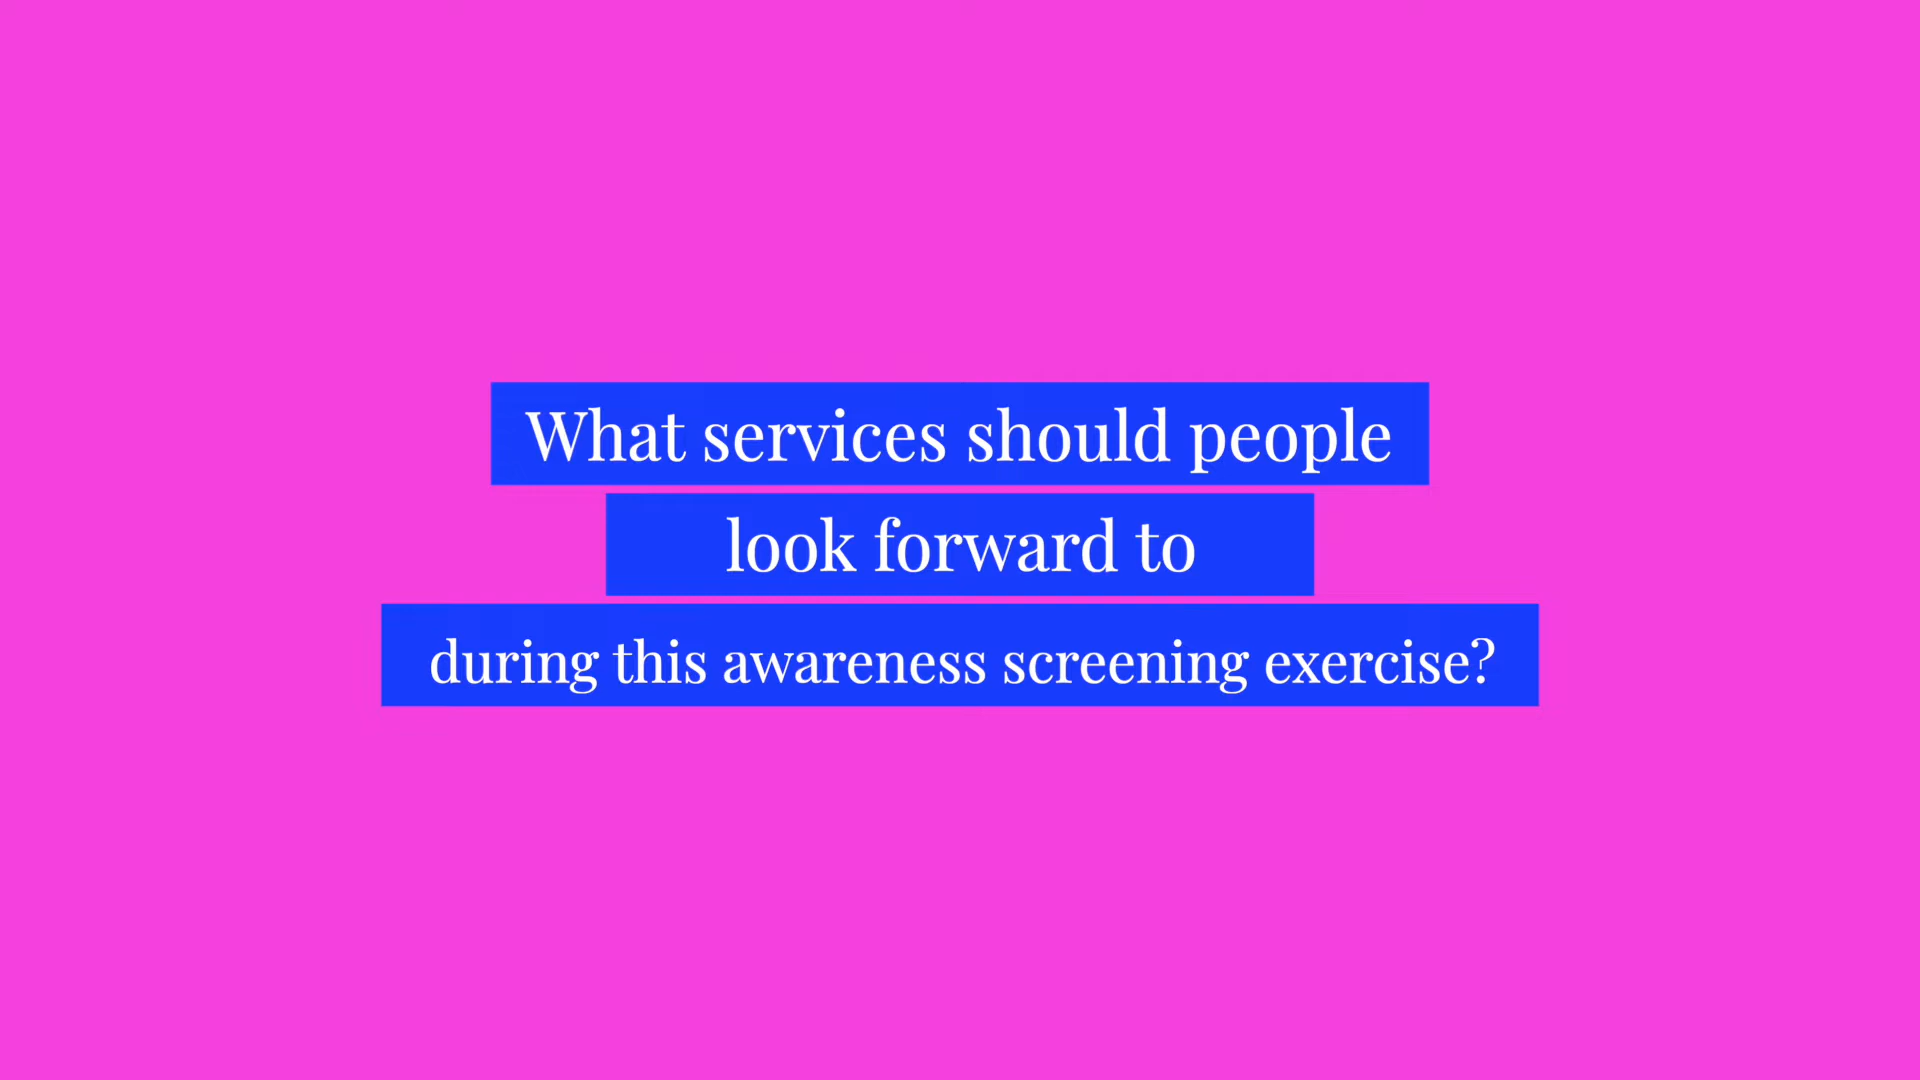 What services should people
look forward to
during this awareness screening exercise?